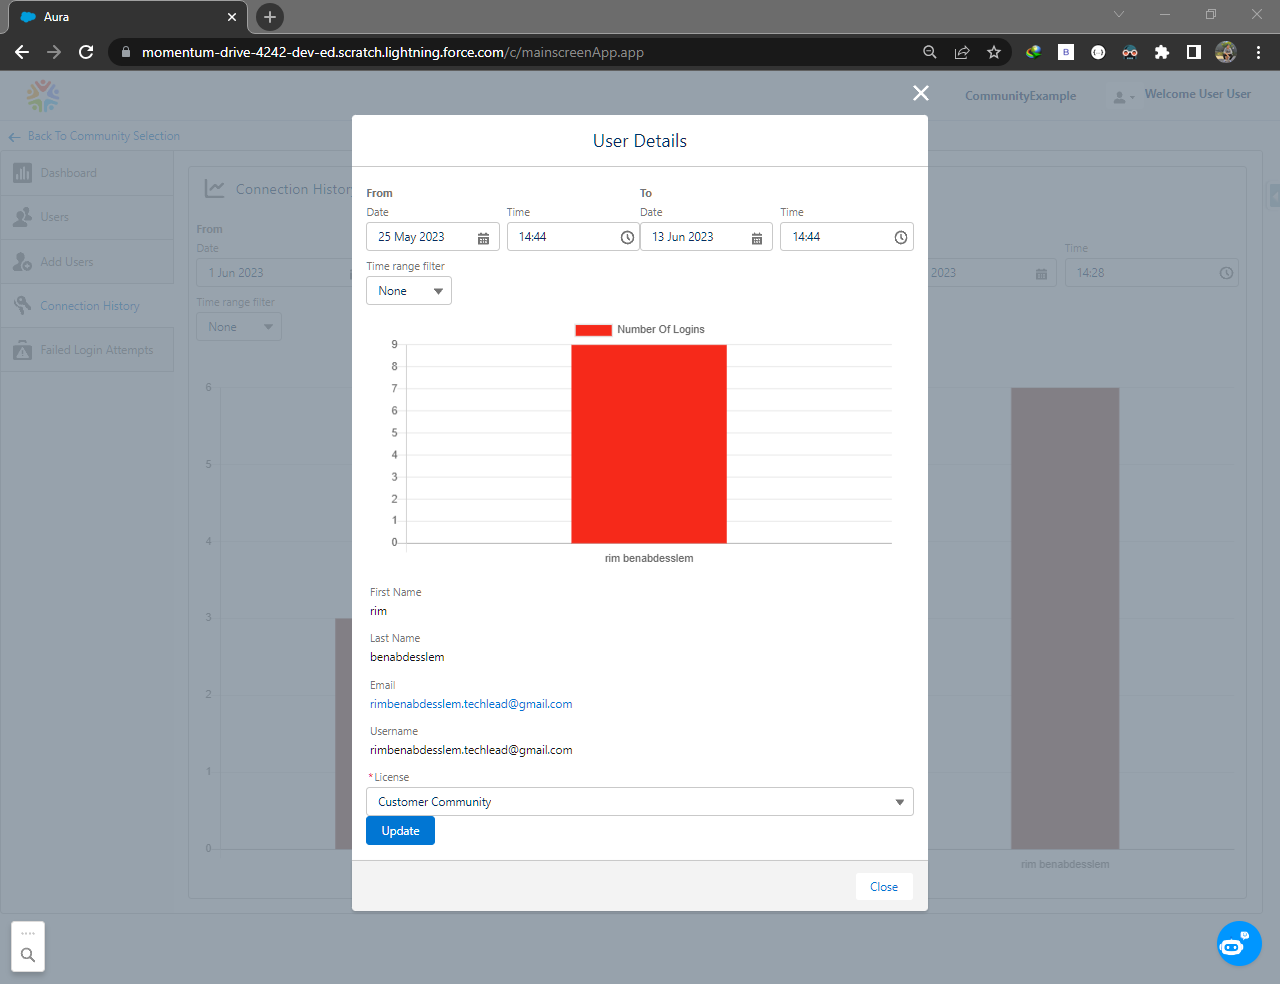 Aura
momentum-drive-4242-dev-ed.scratch.lightning.force.com/c/mainscreenApp.app
CommunityExample
Welcome User User
Back To Community Selection
Dashboard
Users
Add Users
Connection History
Failed Login Attempts
Connection Histor
From
Date
1 Jun 2023
Time range filter
None
2023
Time
14:28
6
5
4
3
2
1
0
rim benabdesslem
User Details
From
To
Date
Time
Date
Time
25 May 2023
14:44
13 Jun 2023
14:44
Time range filter
None
Number Of Logins
9
8
7
6
5
4
3
2
1
0
rim benabdesslem
First Name
rim
Last Name
benabdesslem
Email
rimbenabdesslem.techlead@gmail.com
Username
rimbenabdesslem.techlead@gmail.com
*License
Customer Community
Update
Close